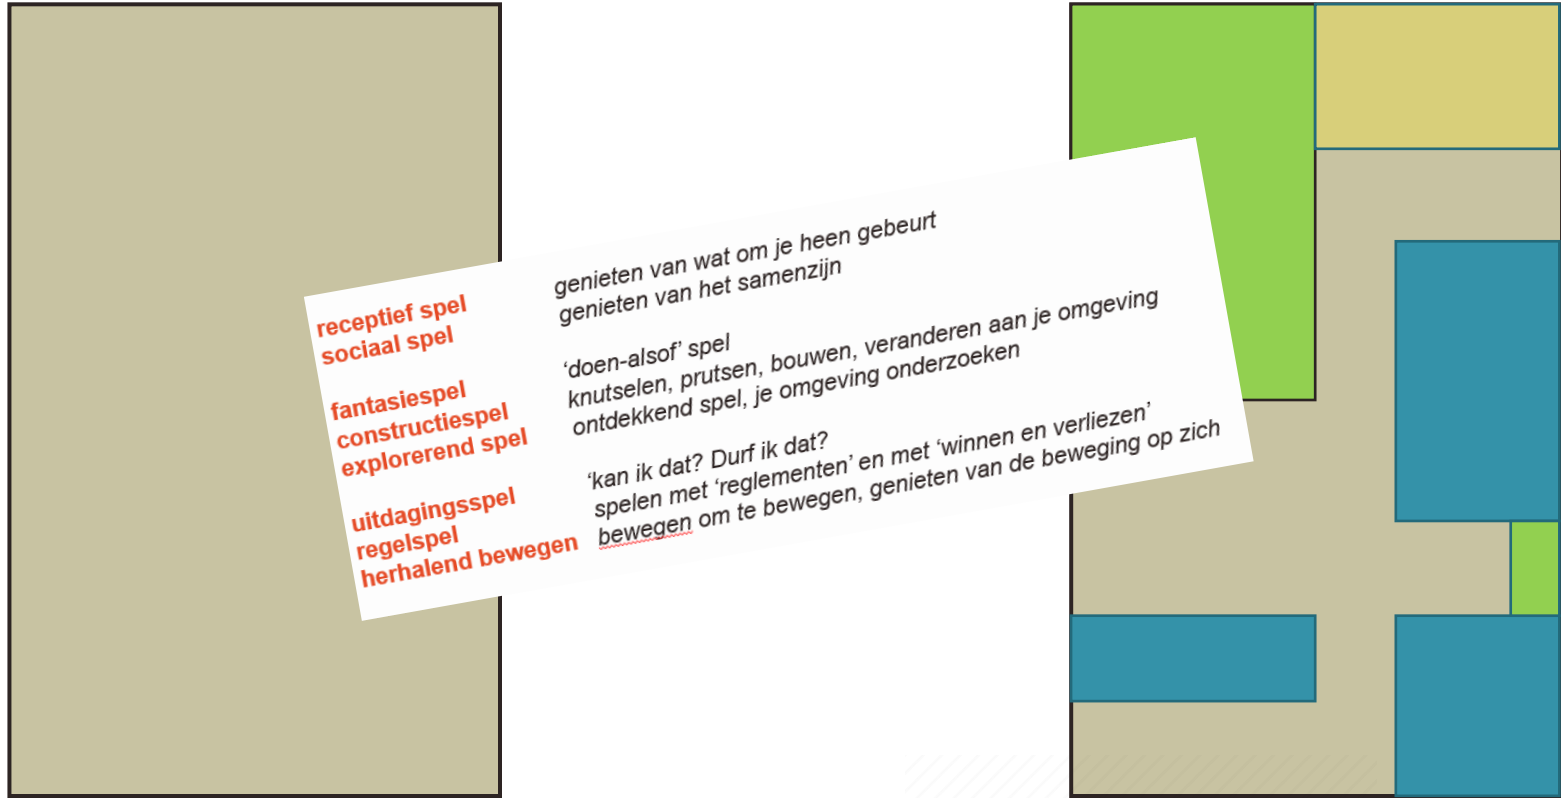 receptief spel genieten van wat om je heen gebeurt
sociaal spel genieten van het samenzijn
fantasiespel ‘doen-alsof’ spel
constructiespel knutselen, prutsen, bouwen, veranderen aan je omgeving
explorerend spel ontdekkend spel, je omgeving onderzoeken
uitdagingsspel ‘kan ik dat? Durf ik dat?
regelspel spelen met ‘reglementen’ en met ‘winnen en verliezen’
herhalend bewegen bewegen om te bewegen, genieten van de beweging op zich